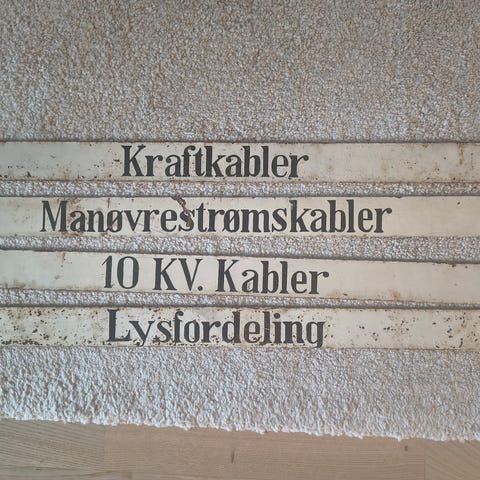 Kraftkabler
Manøvrestrømskabler
10 KV. Kabler
Lysfordeling